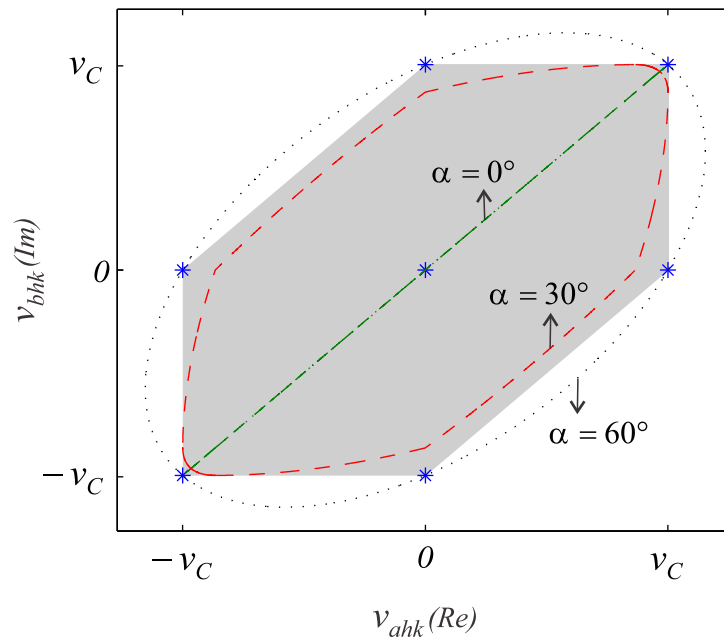 v_C
α = 0°
0
v_bhk (Im)
α = 30°
α = 60°
−v_C
−v_C
0
v_C
v_ahk (Re)